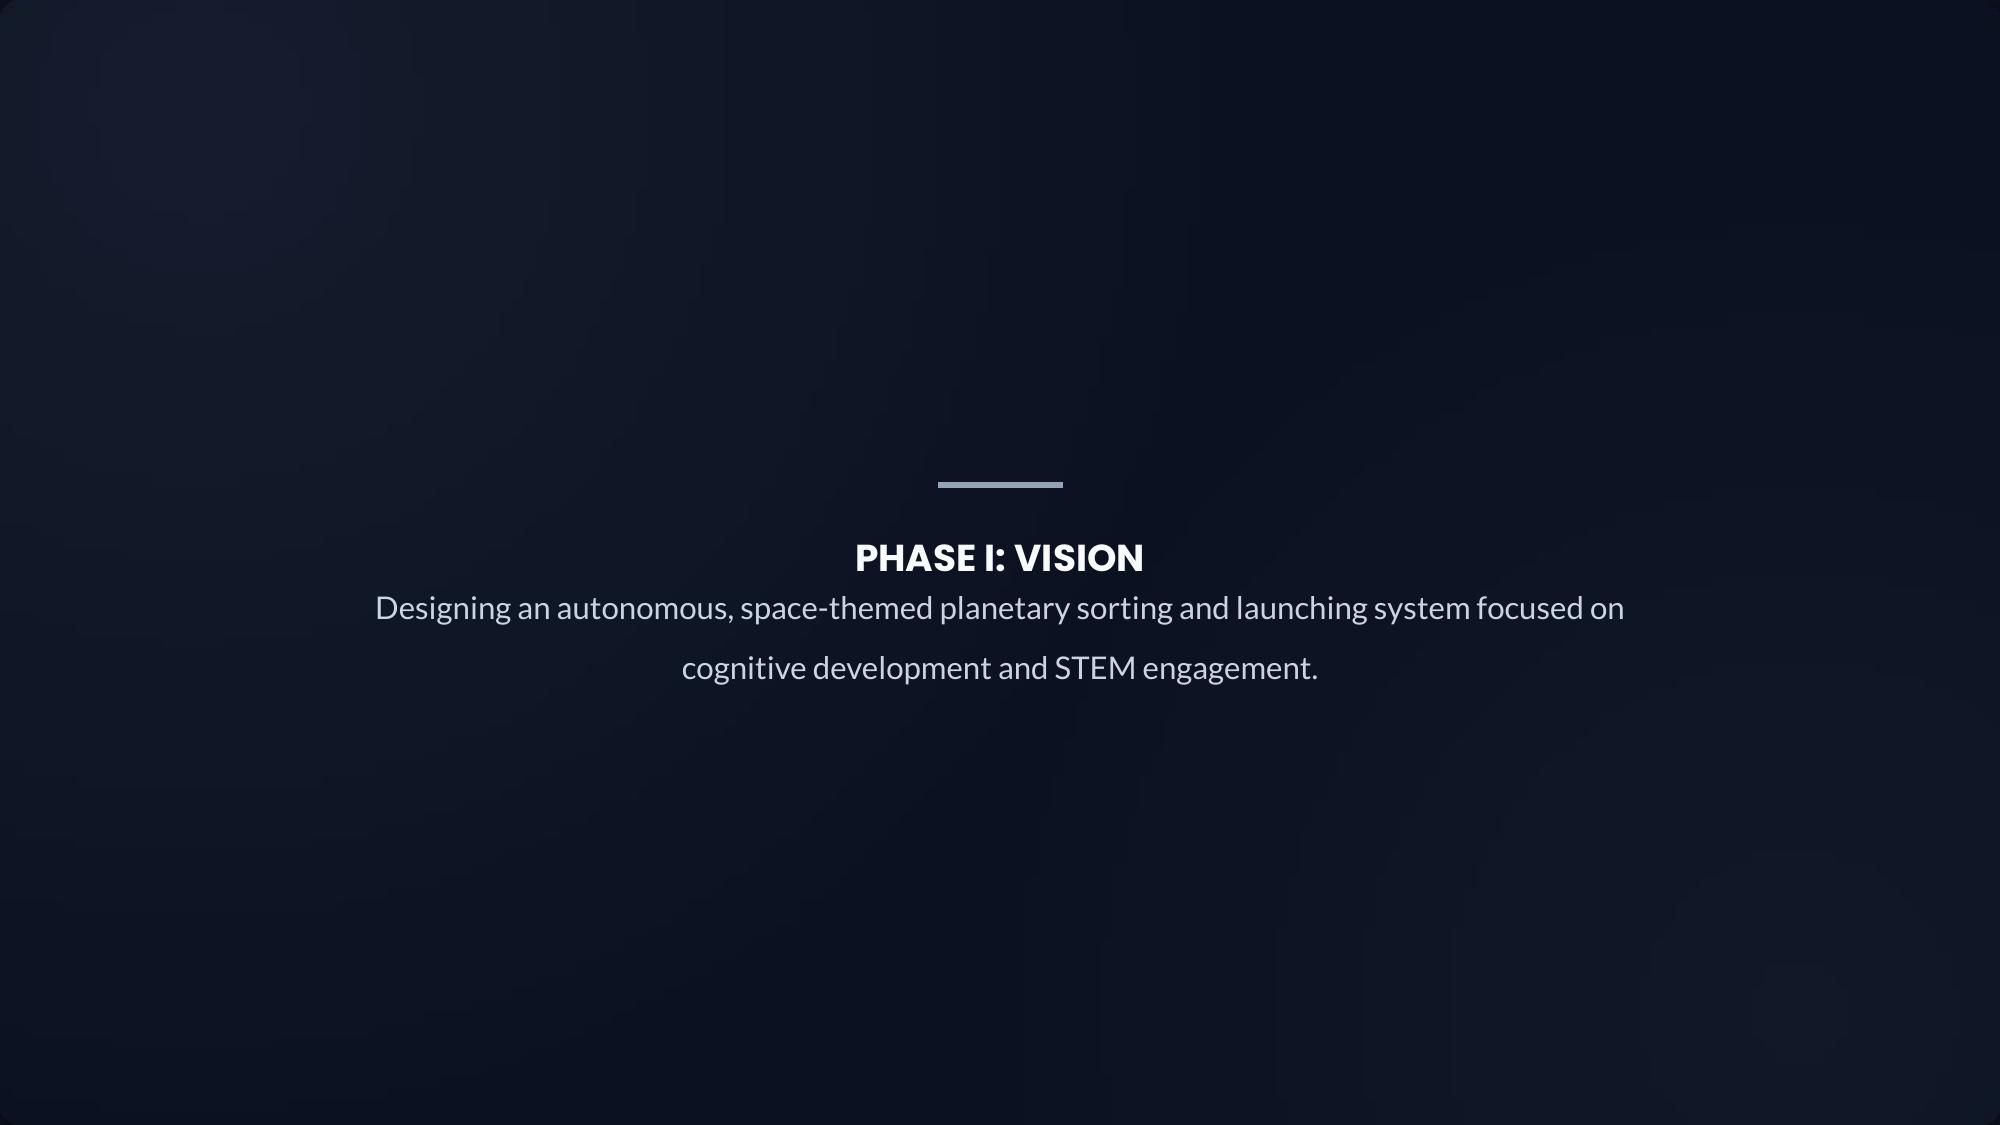 PHASE I: VISION
Designing an autonomous, space-themed planetary sorting and launching system focused on
cognitive development and STEM engagement.